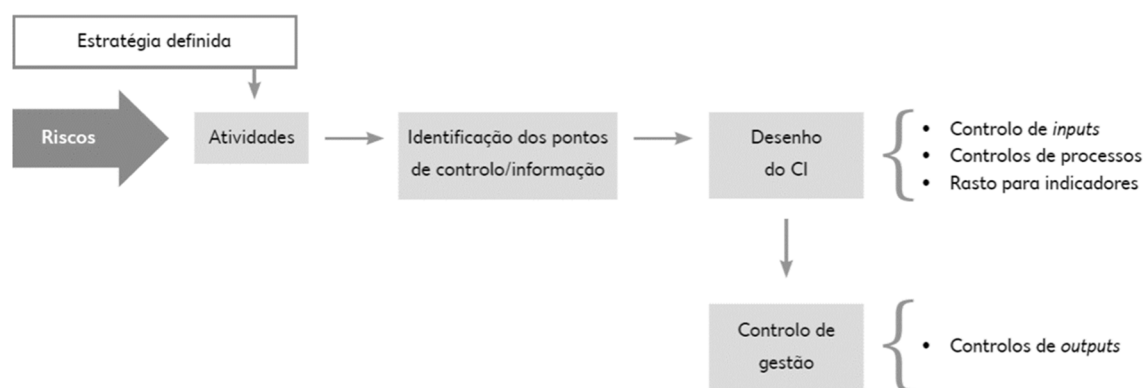 Estratégia definida
Riscos
Atividades
Identificação dos pontos
de controlo/informação
Desenho
do CI
• Controlo de inputs
• Controlos de processos
• Rasto para indicadores
Controlo de
gestão
• Controlos de outputs